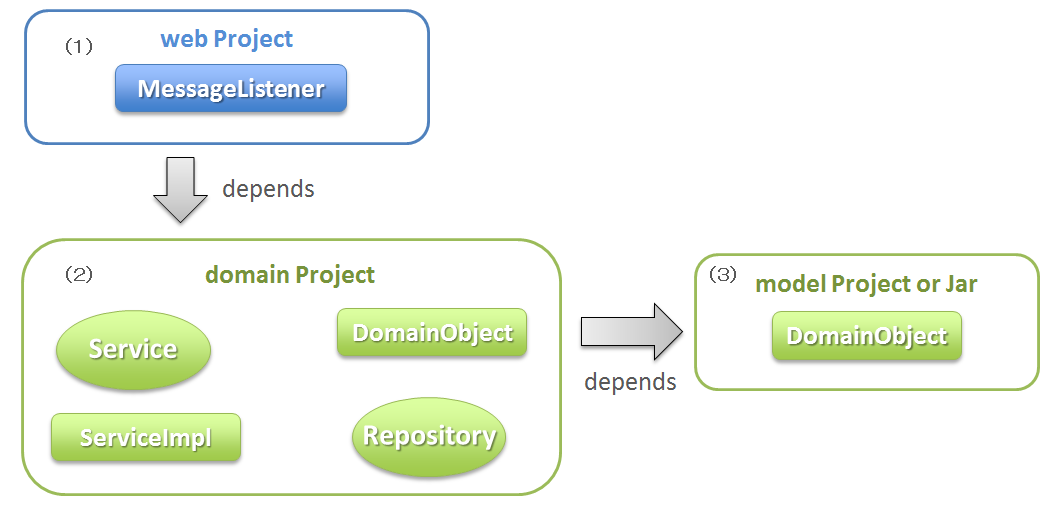 (1)
web Project
MessageListener
depends
(2)
domain Project
Service
DomainObject
ServiceImpl
Repository
depends
(3)
model Project or Jar
DomainObject